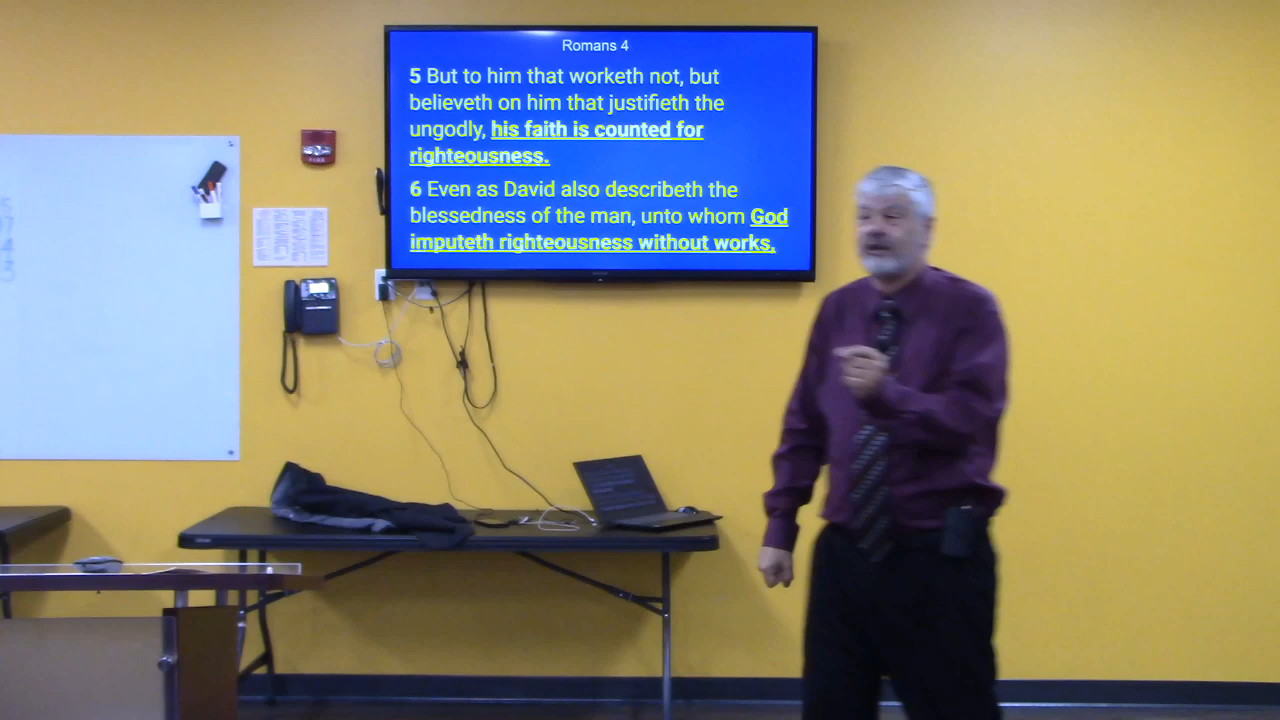 Romans 4
5 But to him that worketh not, but
believeth on him that justifieth the
ungodly, his faith is counted for
righteousness.
6 Even as David also describeth the
blessedness of the man, unto whom God
imputeth righteousness without works.